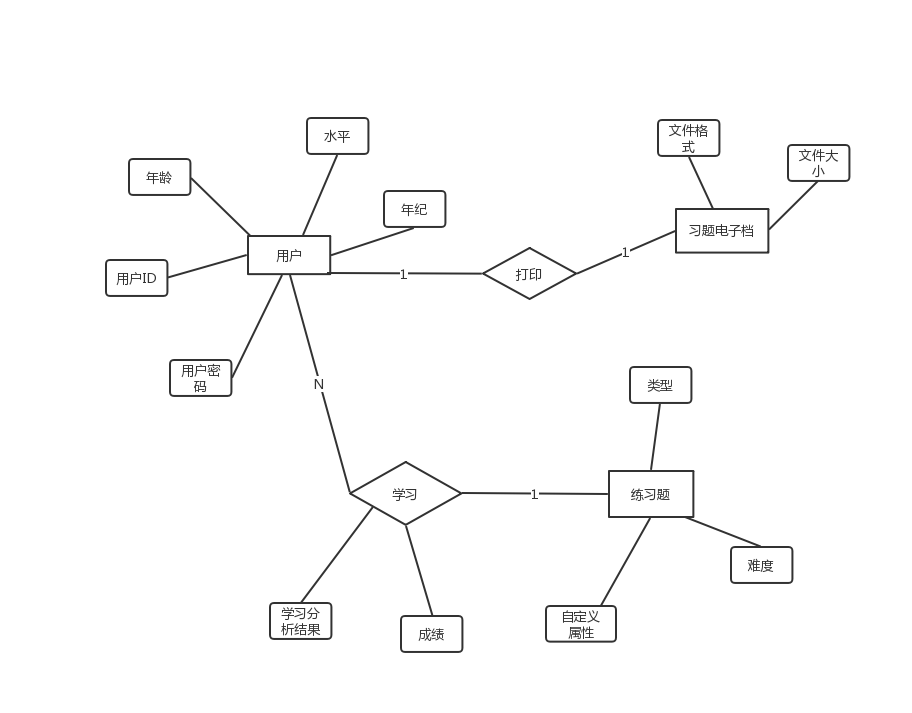 水平
文件格
式
文件大
小
年龄
年纪
习题电子档
用户
1
打印
1
用户ID
用户密
码
N
类型
学习
1
练习题
难度
学习分
析结果
成绩
自定义
属性